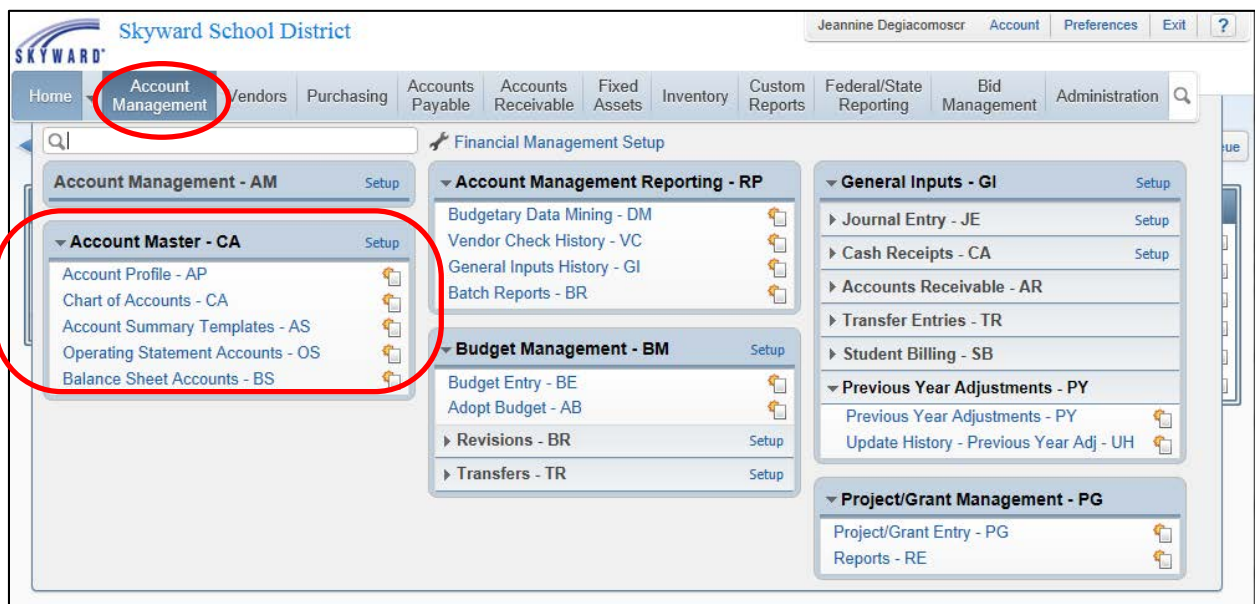 Skyward School District
SKYWARD
Jeannine Degiacomoscr Account Preferences Exit ?
Home Account Management Vendors Purchasing Accounts Payable Accounts Receivable Fixed Assets Inventory Custom Reports Federal/State Reporting Bid Management Administration
Financial Management Setup
Account Management - AM Setup
Account Master - CA Setup
Account Profile - AP
Chart of Accounts - CA
Account Summary Templates - AS
Operating Statement Accounts - OS
Balance Sheet Accounts - BS
Account Management Reporting - RP
Budgetary Data Mining - DM
Vendor Check History - VC
General Inputs History - GI
Batch Reports - BR
Budget Management - BM Setup
Budget Entry - BE
Adopt Budget - AB
Revisions - BR Setup
Transfers - TR Setup
General Inputs - GI Setup
Journal Entry - JE Setup
Cash Receipts - CA Setup
Accounts Receivable - AR
Transfer Entries - TR
Student Billing - SB
Previous Year Adjustments - PY
Previous Year Adjustments - PY
Update History - Previous Year Adj - UH
Project/Grant Management - PG
Project/Grant Entry - PG
Reports - RE